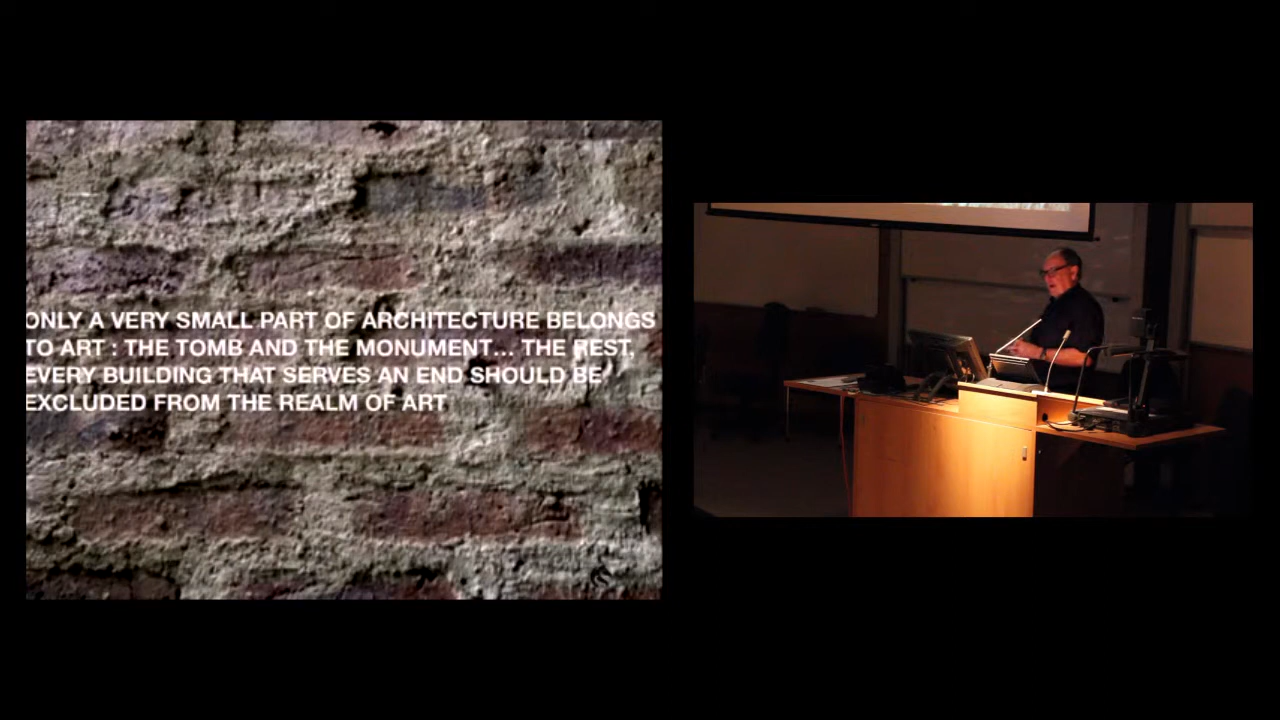 ONLY A VERY SMALL PART OF ARCHITECTURE BELONGS
TO ART : THE TOMB AND THE MONUMENT... THE REST,
EVERY BUILDING THAT SERVES AN END SHOULD BE
EXCLUDED FROM THE REALM OF ART